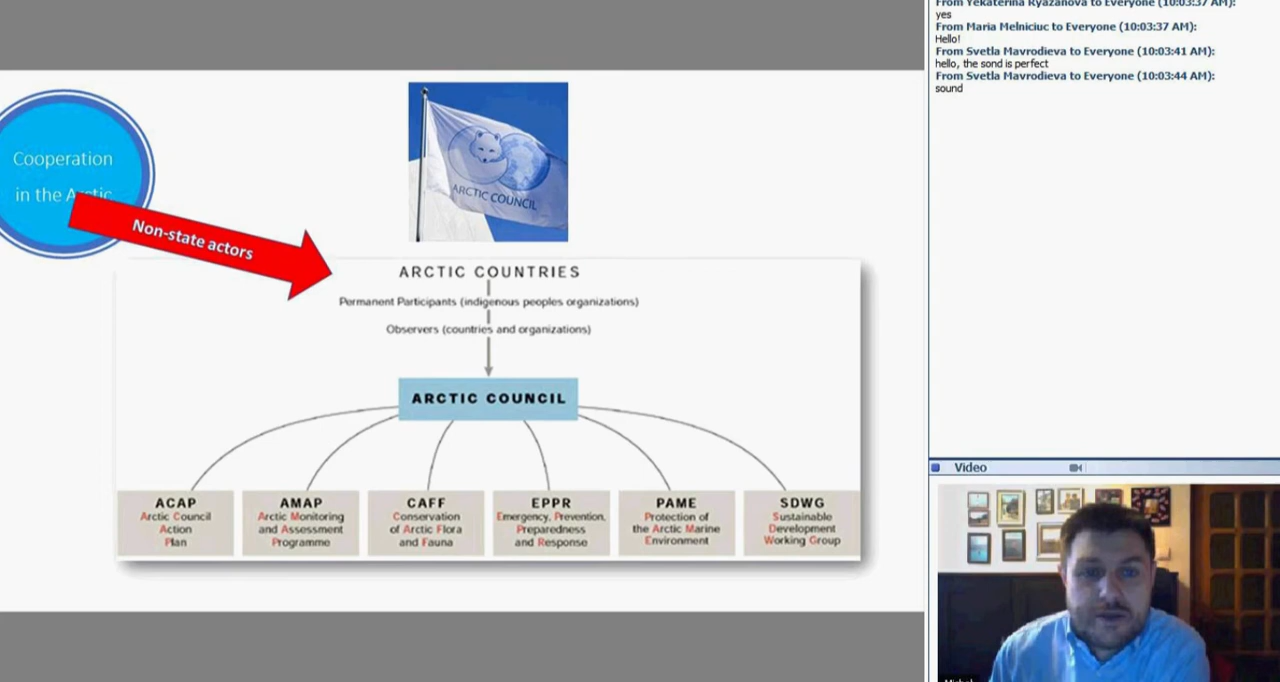 Cooperation
in the Arctic
Non-state actors
ARCTIC COUNCIL
ARCTIC COUNTRIES
Permanent Participants (indigenous peoples organizations)
Observers (countries and organizations)
ARCTIC COUNCIL
ACAP
Arctic Council
Action
Plan
AMAP
Arctic Monitoring
and Assessment
Programme
CAFF
Conservation
of Arctic Flora
and Fauna
EPPR
Emergency, Prevention,
Preparedness
and Response
PAME
Protection of
the Arctic Marine
Environment
SDWG
Sustainable
Development
Working Group
From Yekaterina Ryazanova to Everyone (10:03:37 AM):
yes
From Maria Melniciuc to Everyone (10:03:37 AM):
Hello!
From Svetla Mavrodieva to Everyone (10:03:41 AM):
hello, the sond is perfect
From Svetla Mavrodieva to Everyone (10:03:44 AM):
sound
Video